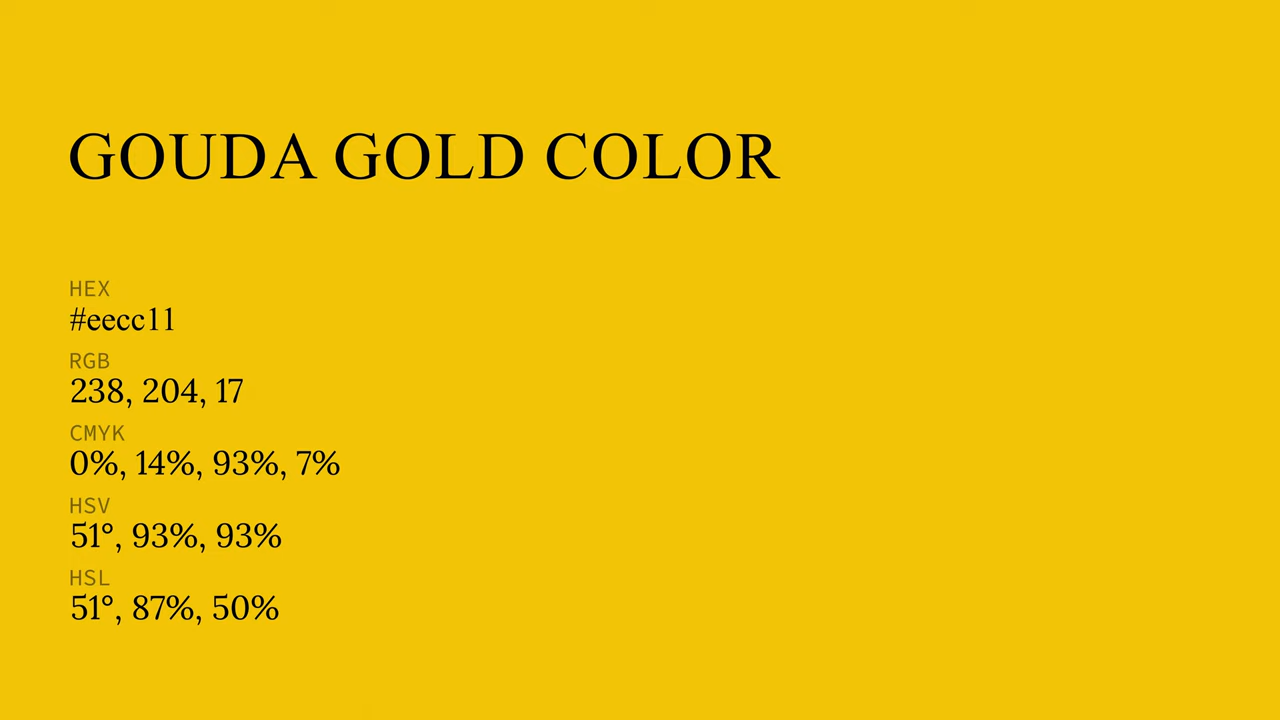 GOUDA GOLD COLOR
HEX
#eecc11
RGB
238, 204, 17
CMYK
0%, 14%, 93%, 7%
HSV
51°, 93%, 93%
HSL
51°, 87%, 50%